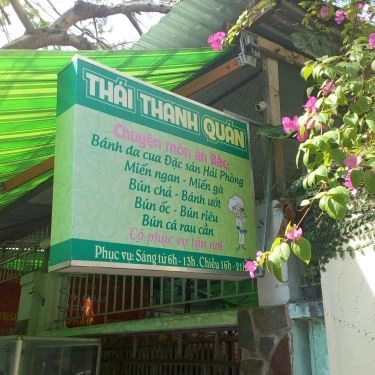 THÁI THANH QUÁN
Chuyên món ăn Bắc:
Bánh đa cua Đặc sản Hải Phòng
Miến ngan - Miến gà
Bún chả - Bánh ướt
Bún ốc - Bún riêu
Bún cá rau cần
Có phục vụ tận nơi
Phục vụ: Sáng từ 6h - 13h. Chiều 16h - 21h